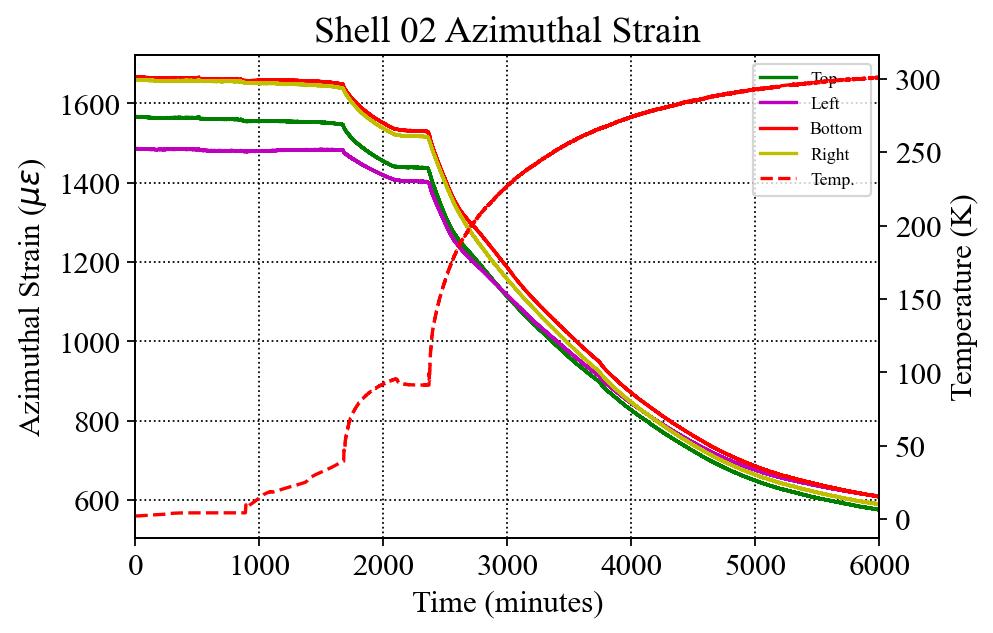 Shell 02 Azimuthal Strain
Azimuthal Strain (με)
1600
1400
1200
1000
800
600
Top
Left
Bottom
Right
Temp.
300
250
200
150
100
50
0
Temperature (K)
0 1000 2000 3000 4000 5000 6000
Time (minutes)